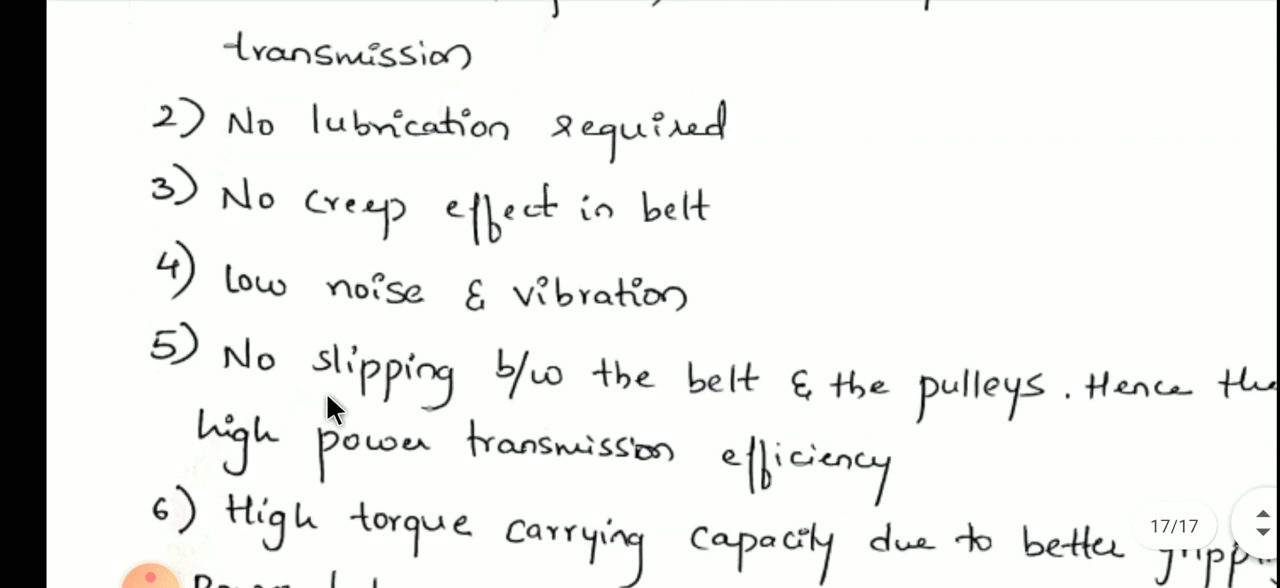 transmission
2) No lubrication required
3) No creep effect in belt
4) Low noise & vibration
5) No slipping b/w the belt & the pulleys. Hence the
high power transmission efficiency
6) High torque carrying capacity due to better
17/17